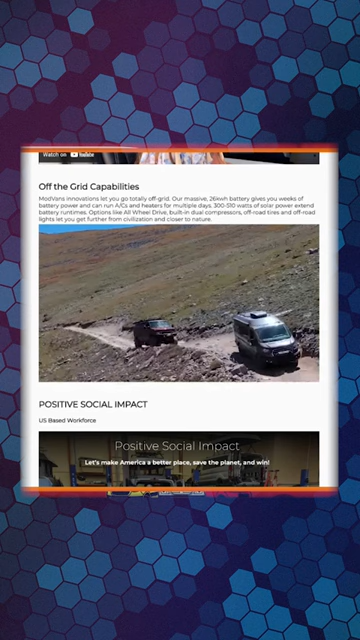 Watch on YouTube
Off the Grid Capabilities
ModVans innovations let you go totally off-grid. Our massive, 26kwh battery gives you weeks of
battery power and can run A/Cs and heaters for multiple days. 300-510 watts of solar power extend
battery runtimes. Options like All Wheel Drive, built-in dual compressors, off-road tires and off-road
lights let you get further from civilization and closer to nature.
POSITIVE SOCIAL IMPACT
US Based Workforce
Positive Social Impact
Let's make America a better place, save the planet, and win!